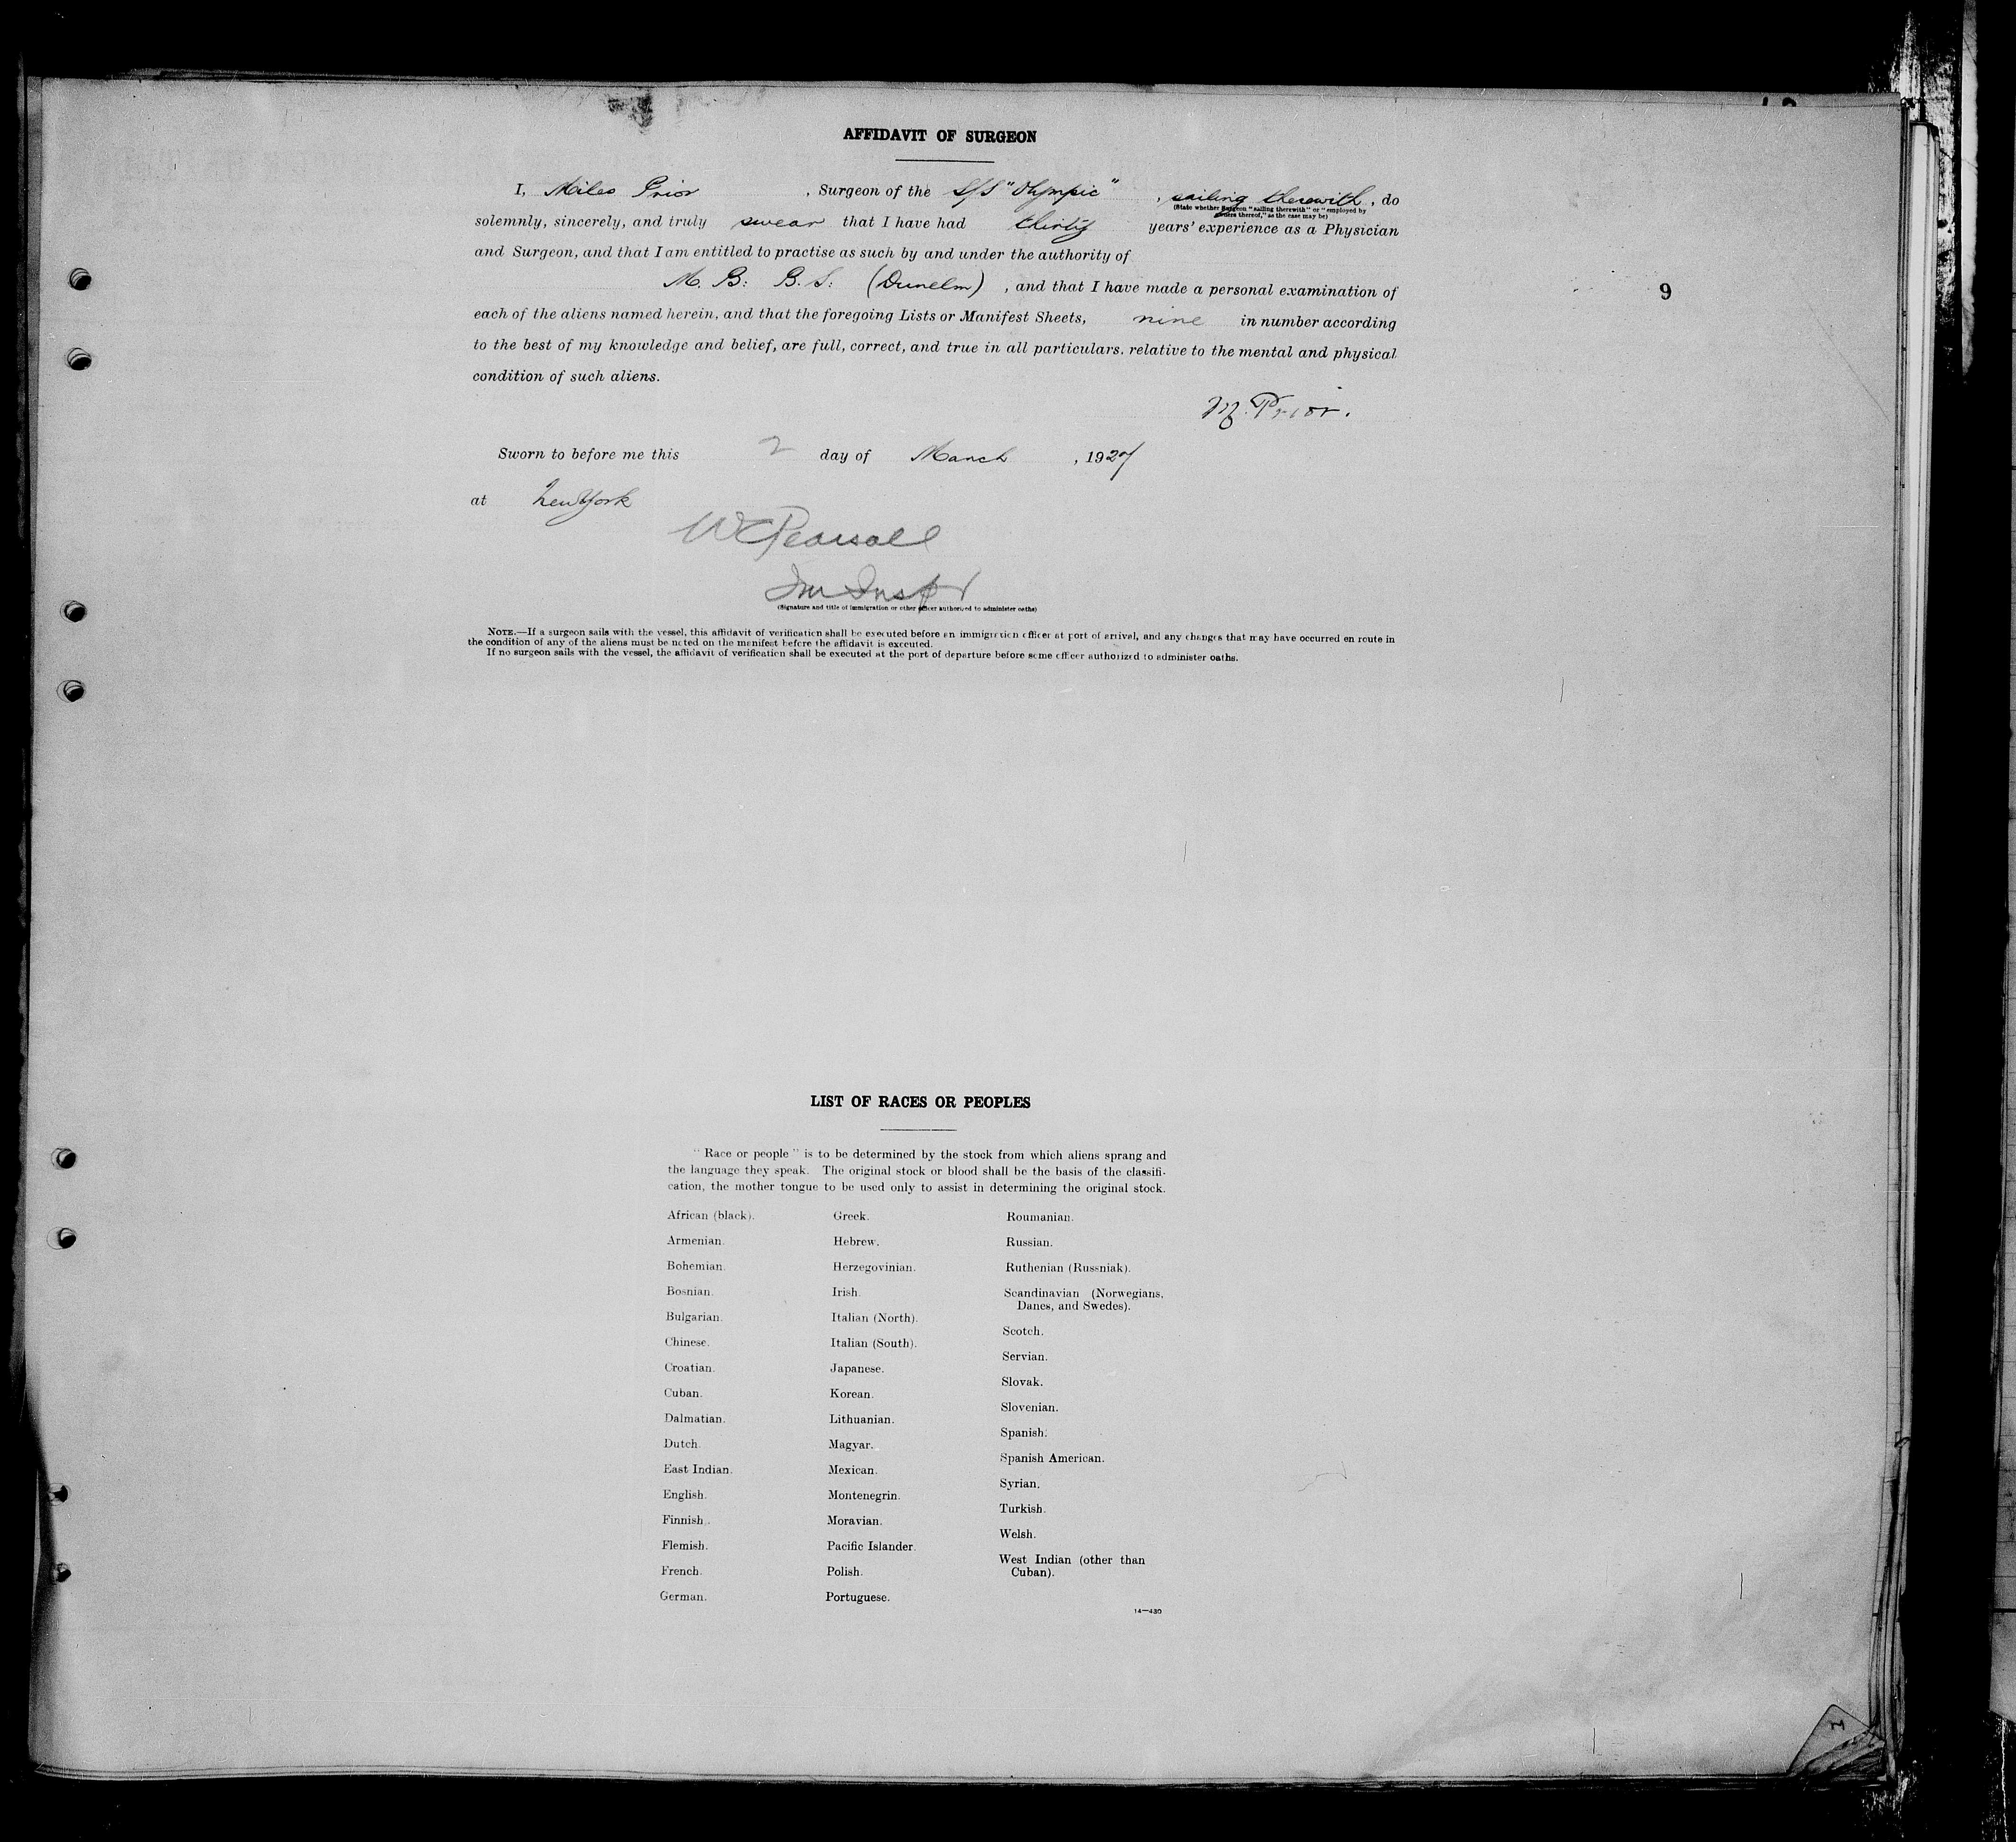 AFFIDAVIT OF SURGEON
I, Miles Prior, Surgeon of the S/S "Olympic", sailing therewith, do
(State whether Surgeon "sailing therewith" or "employed by
owners thereof," as the case may be)
solemnly, sincerely, and truly swear that I have had thirty years' experience as a Physician
and Surgeon, and that I am entitled to practise as such by and under the authority of
M. B: B. S: (Dunelm), and that I have made a personal examination of
9
each of the aliens named herein, and that the foregoing Lists or Manifest Sheets, nine in number according
to the best of my knowledge and belief, are full, correct, and true in all particulars, relative to the mental and physical
condition of such aliens.
M. Prior.
Sworn to before me this 2 day of March, 1927
at New York
W C Pearsall
Im Inspr
(Signature and title of immigration or other officer authorized to administer oaths)
NOTE.—If a surgeon sails with the vessel, this affidavit of verification shall be executed before an immigration officer at port of arrival, and any changes that may have occurred en route in
the condition of any of the aliens must be noted on the manifest before the affidavit is executed.
If no surgeon sails with the vessel, the affidavit of verification shall be executed at the port of departure before some officer authorized to administer oaths.
LIST OF RACES OR PEOPLES
"Race or people" is to be determined by the stock from which aliens sprang and
the language they speak. The original stock or blood shall be the basis of the classifi-
cation, the mother tongue to be used only to assist in determining the original stock.
African (black).
Armenian.
Bohemian.
Bosnian.
Bulgarian.
Chinese.
Croatian.
Cuban.
Dalmatian.
Dutch.
East Indian.
English.
Finnish.
Flemish.
French.
German.
Greek.
Hebrew.
Herzegovinian.
Irish.
Italian (North).
Italian (South).
Japanese.
Korean.
Lithuanian.
Magyar.
Mexican.
Montenegrin.
Moravian.
Pacific Islander.
Polish.
Portuguese.
Roumanian.
Russian.
Ruthenian (Russniak).
Scandinavian (Norwegians,
Danes, and Swedes).
Scotch.
Servian.
Slovak.
Slovenian.
Spanish.
Spanish American.
Syrian.
Turkish.
Welsh.
West Indian (other than
Cuban).
14—430